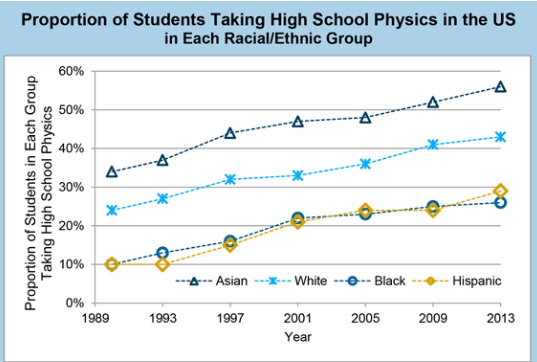 Proportion of Students Taking High School Physics in the US
in Each Racial/Ethnic Group
Proportion of Students in Each Group
Taking High School Physics
60%
50%
40%
30%
20%
10%
0%
Asian White Black Hispanic
1989 1993 1997 2001 2005 2009 2013
Year